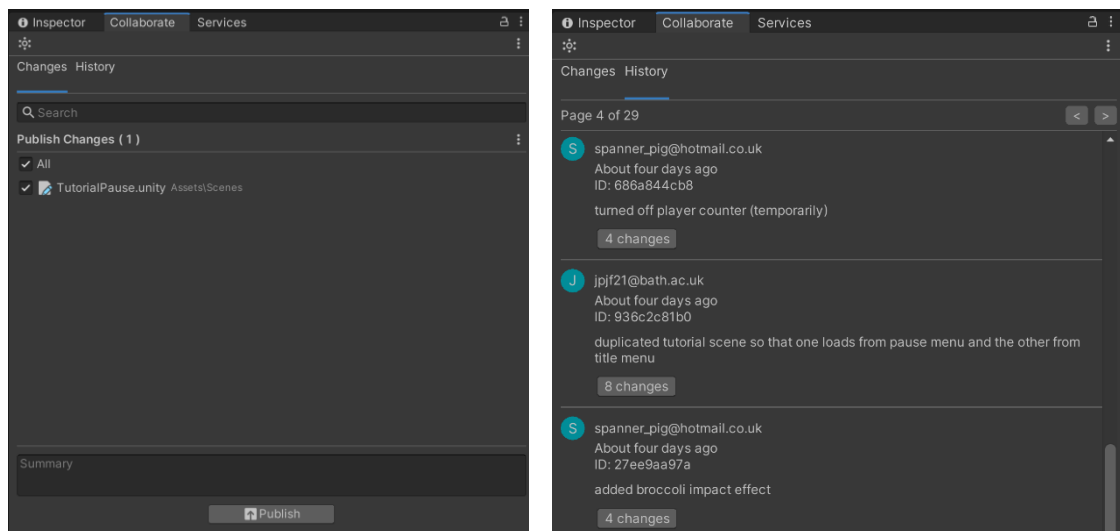 Inspector Collaborate Services
Changes History
Search
Publish Changes ( 1 )
All
TutorialPause.unity Assets\Scenes
Summary
Publish
Inspector Collaborate Services
Changes History
Page 4 of 29 < >
S spanner_pig@hotmail.co.uk
About four days ago
ID: 686a844cb8
turned off player counter (temporarily)
4 changes
J jpjf21@bath.ac.uk
About four days ago
ID: 936c2c81b0
duplicated tutorial scene so that one loads from pause menu and the other from
title menu
8 changes
S spanner_pig@hotmail.co.uk
About four days ago
ID: 27ee9aa97a
added broccoli impact effect
4 changes